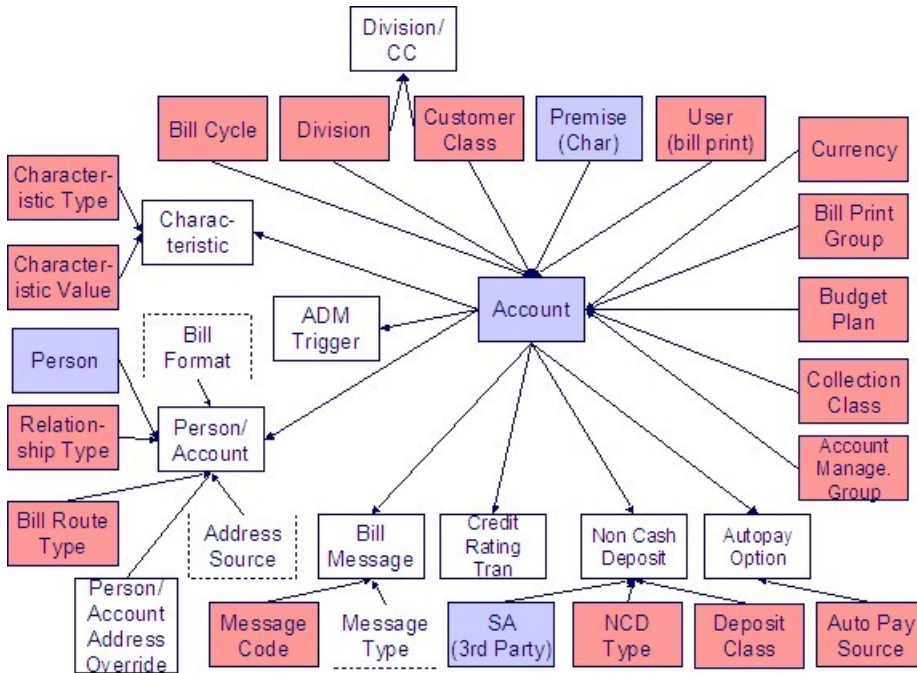 Division/
CC
Bill Cycle
Division
Customer
Class
Premise
(Char)
User
(bill print)
Currency
Character-
istic Type
Charac-
teristic
Bill Print
Group
Character-
istic Value
Account
ADM
Trigger
Budget
Plan
Bill
Format
Person
Collection
Class
Relation-
ship Type
Person/
Account
Account
Manage.
Group
Bill Route
Type
Address
Source
Bill
Message
Credit
Rating
Tran
Non Cash
Deposit
Autopay
Option
Person/
Account
Address
Override
Message
Code
Message
Type
SA
(3rd Party)
NCD
Type
Deposit
Class
Auto Pay
Source